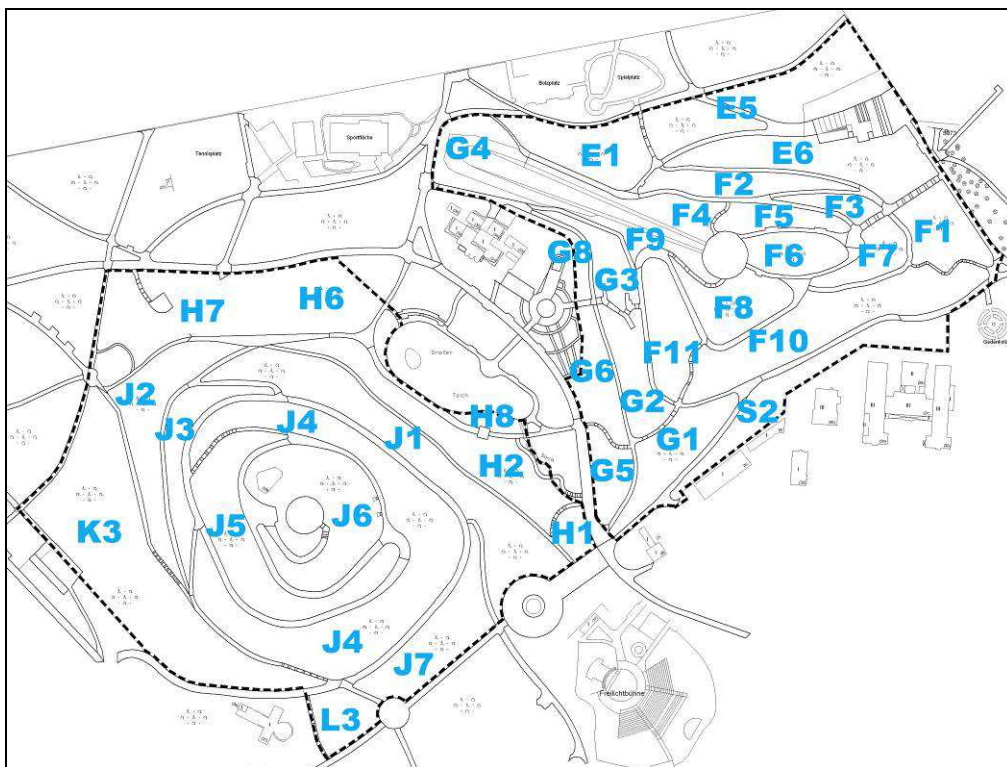 Bolzplatz
Spielplatz
E5
Sportfläche
G4
E1
E6
Tennisplatz
F2
F4
F5
F3
F1
F9
G8
F6
F7
G3
H7
H6
F8
F10
F11
G6
J2
G2
S2
J4
H8
G1
J3
J1
Teich
H2
G5
K3
J5
J6
H1
J4
J7
Freilichtbühne
L3